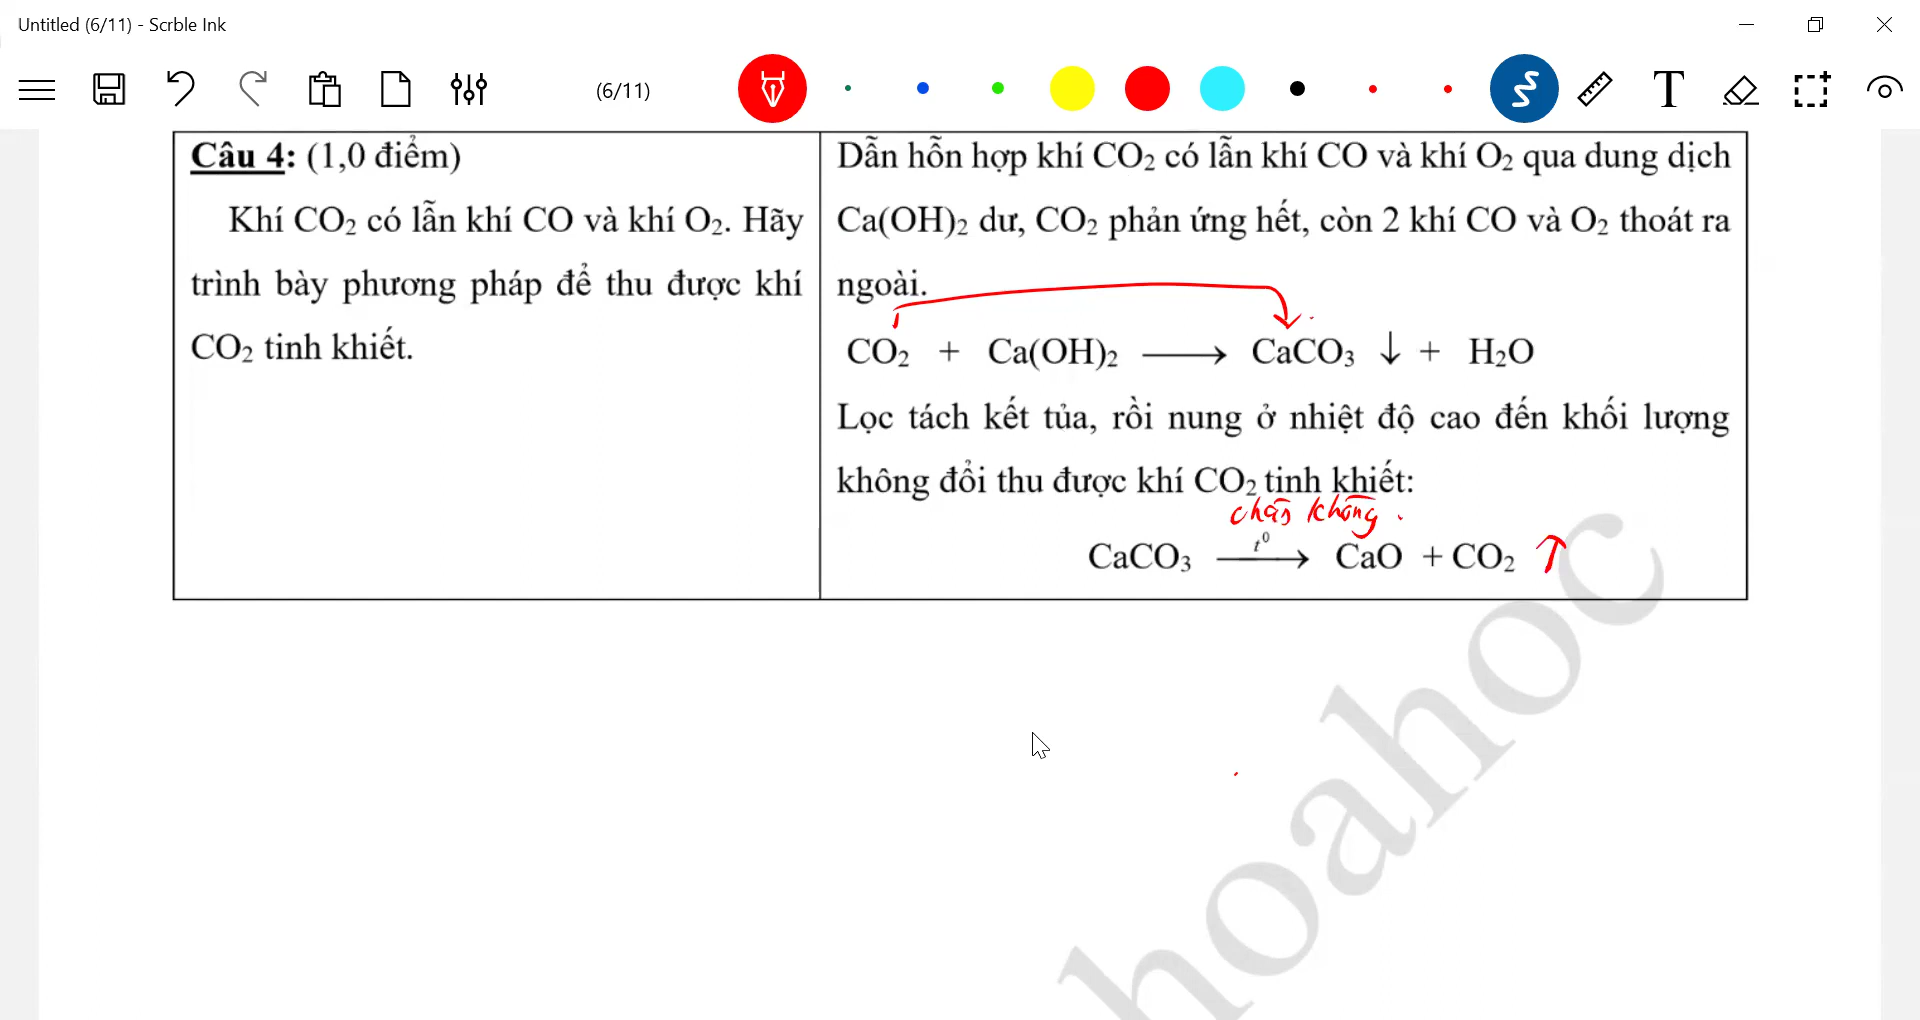 Untitled (6/11) - Scrble Ink
(6/11)
T
Câu 4: (1,0 điểm)
Khí CO₂ có lẫn khí CO và khí O₂. Hãy
trình bày phương pháp để thu được khí
CO₂ tinh khiết.
Dẫn hỗn hợp khí CO₂ có lẫn khí CO và khí O₂ qua dung dịch
Ca(OH)₂ dư, CO₂ phản ứng hết, còn 2 khí CO và O₂ thoát ra
ngoài.
CO₂ + Ca(OH)₂ ⟶ CaCO₃ ↓ + H₂O
Lọc tách kết tủa, rồi nung ở nhiệt độ cao đến khối lượng
không đổi thu được khí CO₂ tinh khiết:
chân không
t⁰
CaCO₃ ⟶ CaO + CO₂ ↑
hoahoc